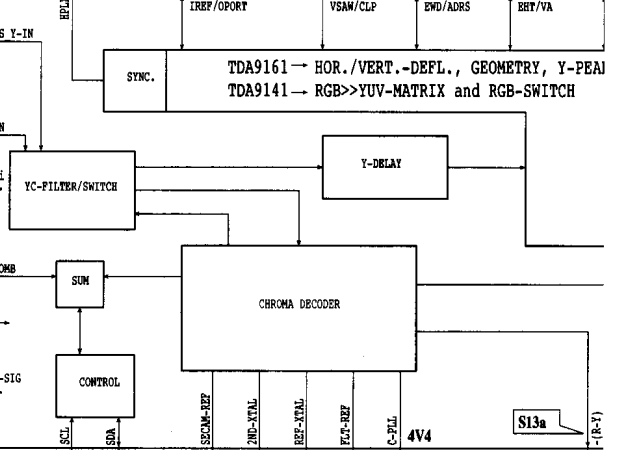 HPLL
IREF/OPORT
VSAW/CLP
EWD/ADRS
EHT/VA
S Y-IN
SYNC.
TDA9161→ HOR./VERT.-DEFL., GEOMETRY, Y-PEA
TDA9141→ RGB>>YUV-MATRIX and RGB-SWITCH
N
YC-FILTER/SWITCH
Y-DELAY
OMB
SUM
CHROMA DECODER
CONTROL
-SIG
SCL
SDA
SECAM-REF
2ND-XTAL
REF-XTAL
FLT-REF
C-PLL
4V4
S13a
-(R-Y)